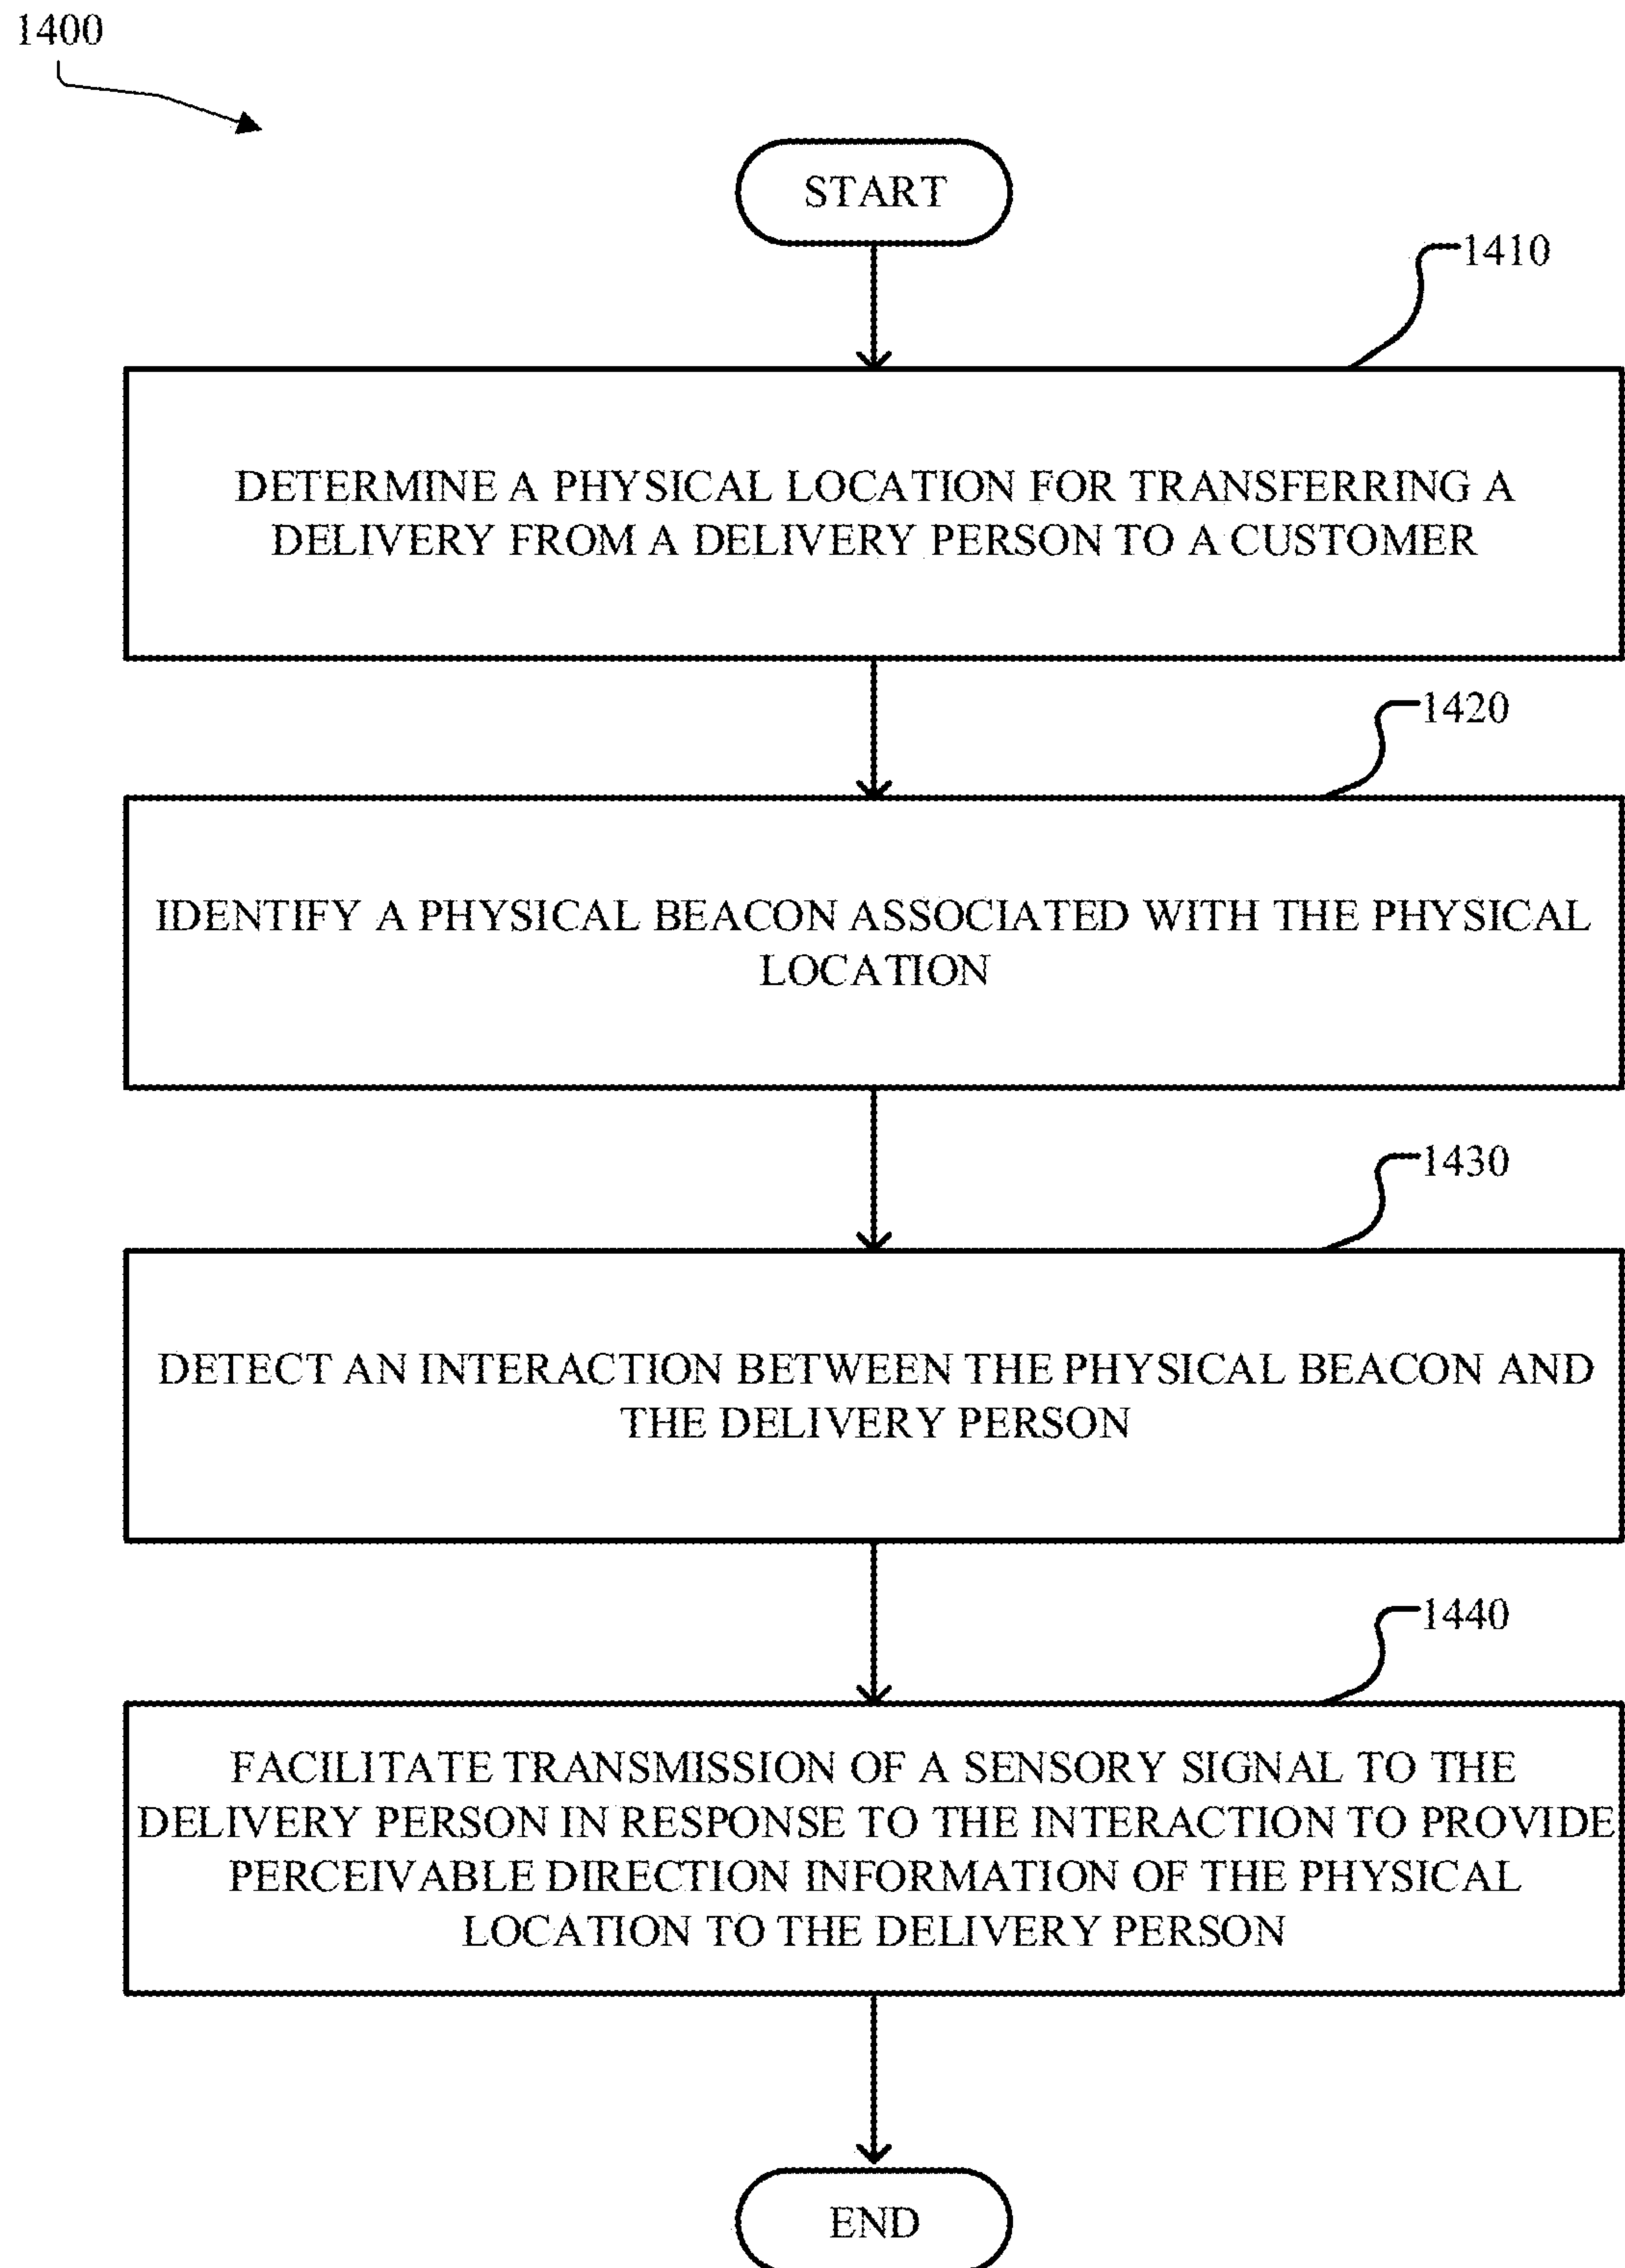 1400
START
1410
DETERMINE A PHYSICAL LOCATION FOR TRANSFERRING A
DELIVERY FROM A DELIVERY PERSON TO A CUSTOMER
1420
IDENTIFY A PHYSICAL BEACON ASSOCIATED WITH THE PHYSICAL
LOCATION
1430
DETECT AN INTERACTION BETWEEN THE PHYSICAL BEACON AND
THE DELIVERY PERSON
1440
FACILITATE TRANSMISSION OF A SENSORY SIGNAL TO THE
DELIVERY PERSON IN RESPONSE TO THE INTERACTION TO PROVIDE
PERCEIVABLE DIRECTION INFORMATION OF THE PHYSICAL
LOCATION TO THE DELIVERY PERSON
END